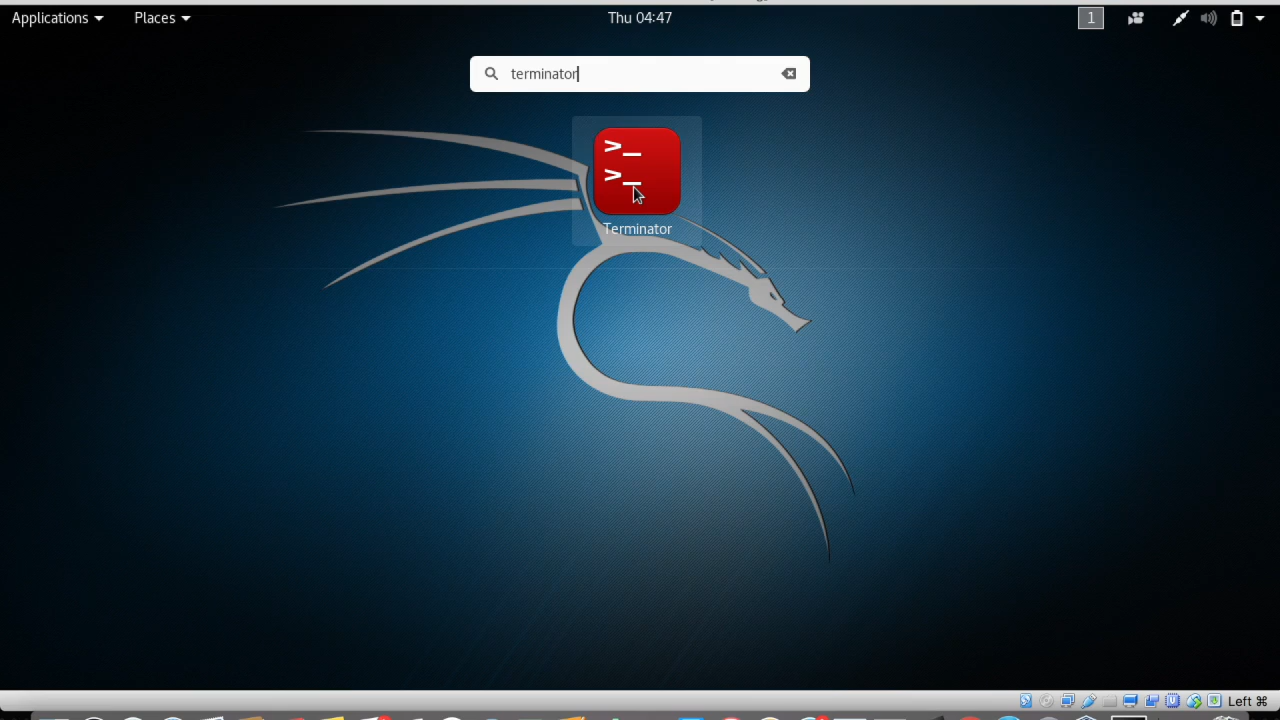 Applications Places Thu 04:47 1
terminator
>_
>_
Terminator
Left ⌘